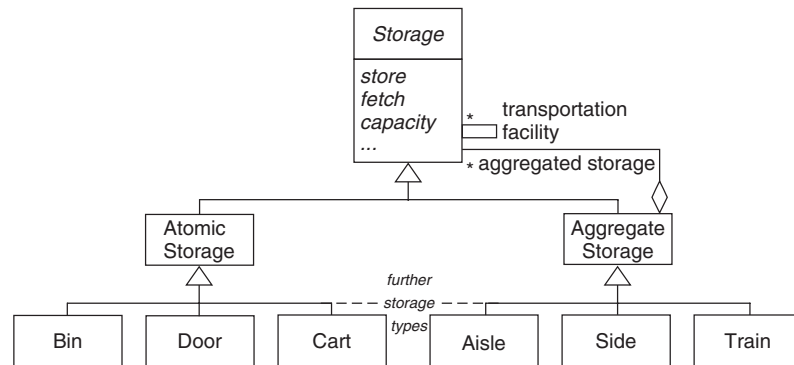 Storage
store
fetch
capacity
...
* transportation
facility
* aggregated storage
Atomic
Storage
Aggregate
Storage
further
storage
types
Bin
Door
Cart
Aisle
Side
Train